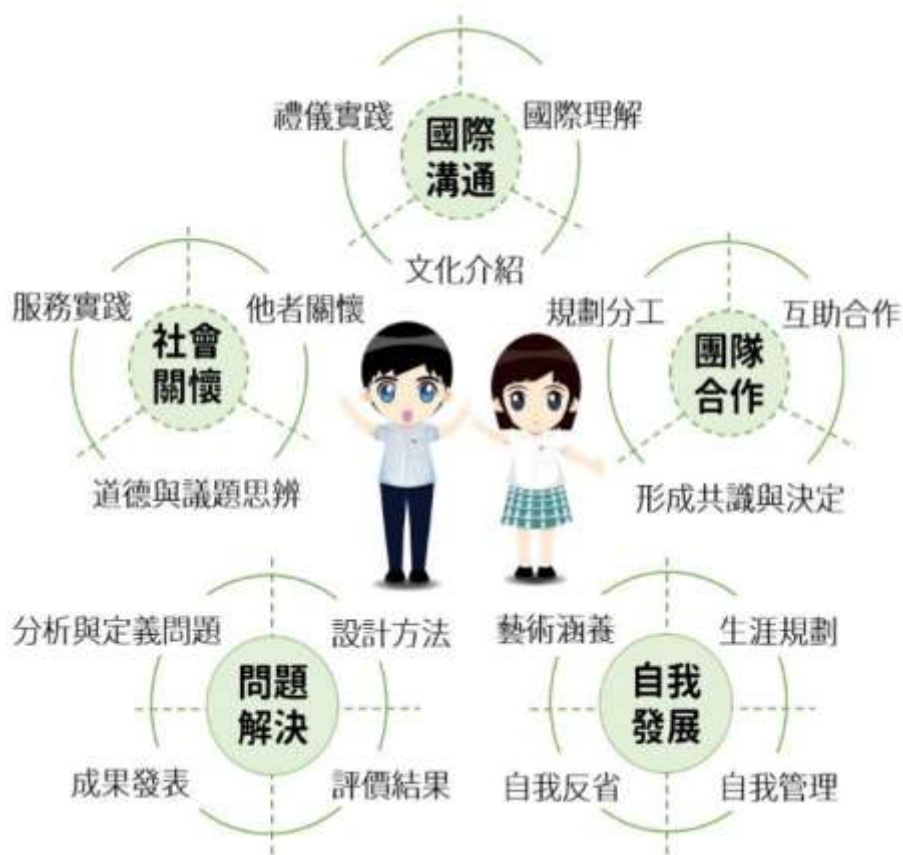 禮儀實踐
國際理解
國際
溝通
文化介紹
服務實踐
他者關懷
社會
關懷
道德與議題思辨
規劃分工
互助合作
團隊
合作
形成共識與決定
分析與定義問題
設計方法
問題
解決
成果發表
評價結果
藝術涵養
生涯規劃
自我
發展
自我反省
自我管理